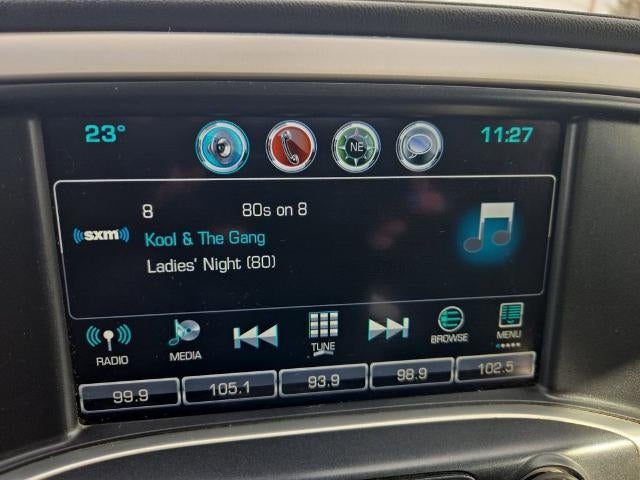 23° NE 11:27
8 80s on 8
sxm Kool & The Gang
Ladies' Night (80)
RADIO MEDIA TUNE BROWSE MENU
99.9 105.1 93.9 98.9 102.5